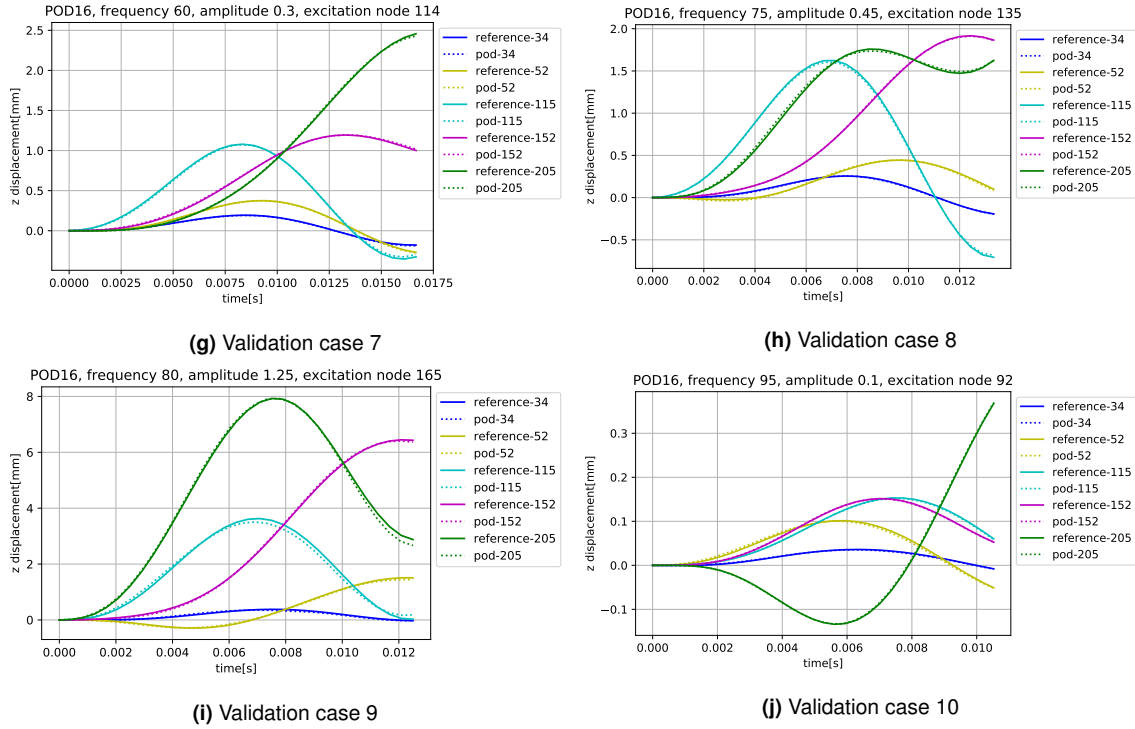 POD16, frequency 60, amplitude 0.3, excitation node 114
2.5
2.0
1.5
1.0
0.5
0.0
z displacement[mm]
0.0000 0.0025 0.0050 0.0075 0.0100 0.0125 0.0150 0.0175
time[s]
reference-34
pod-34
reference-52
pod-52
reference-115
pod-115
reference-152
pod-152
reference-205
pod-205
(g) Validation case 7
POD16, frequency 75, amplitude 0.45, excitation node 135
2.0
1.5
1.0
0.5
0.0
−0.5
z displacement[mm]
0.000 0.002 0.004 0.006 0.008 0.010 0.012
time[s]
reference-34
pod-34
reference-52
pod-52
reference-115
pod-115
reference-152
pod-152
reference-205
pod-205
(h) Validation case 8
POD16, frequency 80, amplitude 1.25, excitation node 165
8
6
4
2
0
z displacement[mm]
0.000 0.002 0.004 0.006 0.008 0.010 0.012
time[s]
reference-34
pod-34
reference-52
pod-52
reference-115
pod-115
reference-152
pod-152
reference-205
pod-205
(i) Validation case 9
POD16, frequency 95, amplitude 0.1, excitation node 92
0.3
0.2
0.1
0.0
−0.1
z displacement[mm]
0.000 0.002 0.004 0.006 0.008 0.010
time[s]
reference-34
pod-34
reference-52
pod-52
reference-115
pod-115
reference-152
pod-152
reference-205
pod-205
(j) Validation case 10